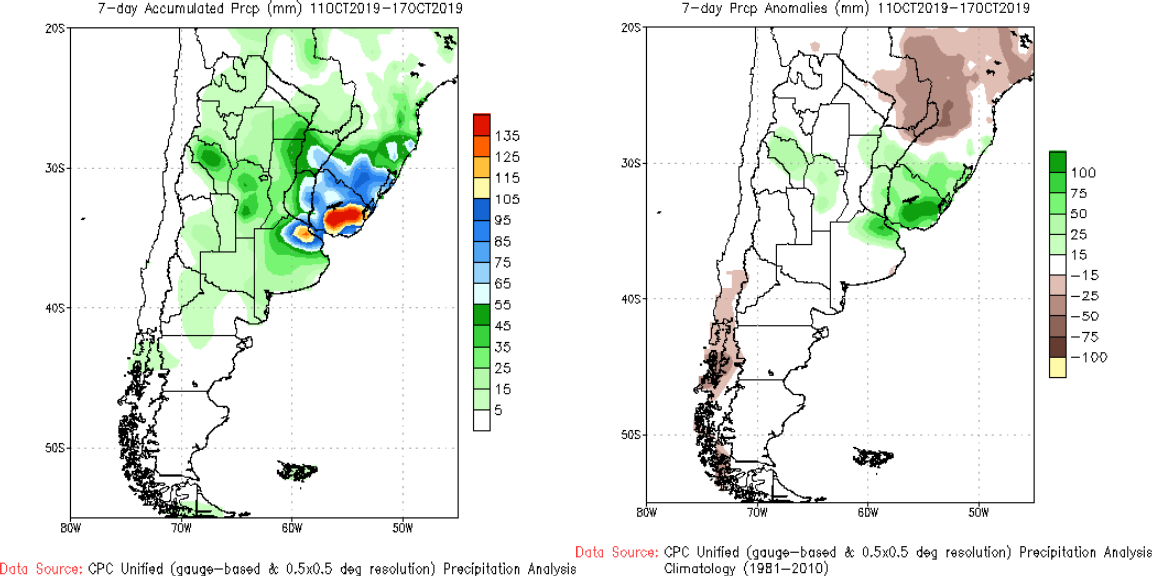 7-day Accumulated Prcp (mm) 11OCT2019-17OCT2019
20S
30S
40S
50S
80W
70W
60W
50W
135
125
115
105
95
85
75
65
55
45
35
25
15
5
Data Source: CPC Unified (gauge-based & 0.5x0.5 deg resolution) Precipitation Analysis
7-day Prcp Anomalies (mm) 11OCT2019-17OCT2019
20S
30S
40S
50S
80W
70W
60W
50W
100
75
50
25
15
-15
-25
-50
-75
-100
Data Source: CPC Unified (gauge-based & 0.5x0.5 deg resolution) Precipitation Analysis
Climatology (1981-2010)